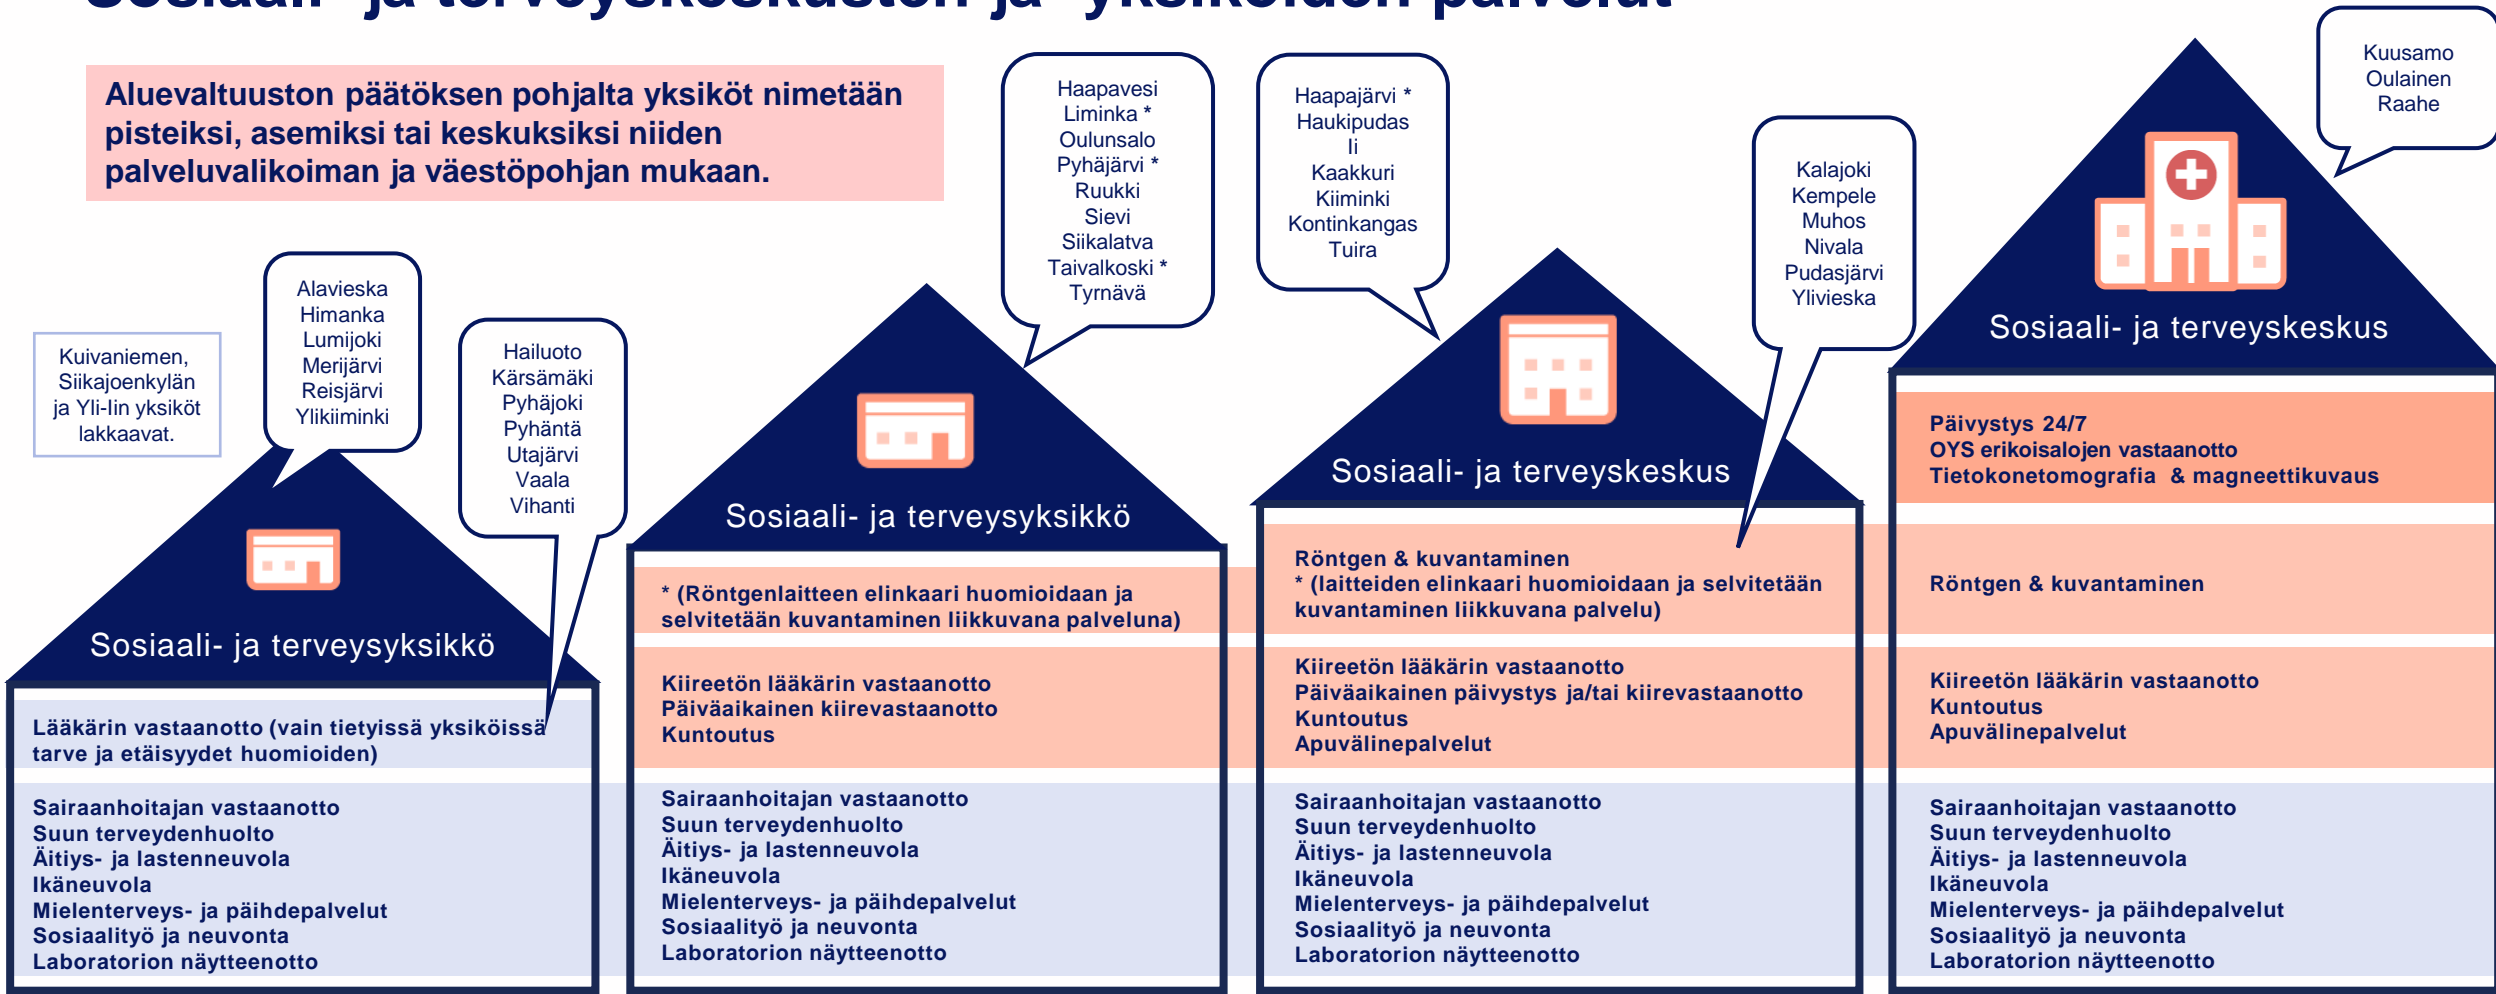 Sosiaali- ja terveyskeskusten ja -yksiköiden palvelut
Aluevaltuuston päätöksen pohjalta yksiköt nimetään
pisteiksi, asemiksi tai keskuksiksi niiden
palveluvalikoiman ja väestöpohjan mukaan.
Kuivaniemen,
Siikajoenkylän
ja Yli-Iin yksiköt
lakkaavat.
Alavieska
Himanka
Lumijoki
Merijärvi
Reisjärvi
Ylikiiminki
Hailuoto
Kärsämäki
Pyhäjoki
Pyhäntä
Utajärvi
Vaala
Vihanti
Sosiaali- ja terveysyksikkö
Lääkärin vastaanotto (vain tietyissä yksiköissä
tarve ja etäisyydet huomioiden)
Sairaanhoitajan vastaanotto
Suun terveydenhuolto
Äitiys- ja lastenneuvola
Ikäneuvola
Mielenterveys- ja päihdepalvelut
Sosiaalityö ja neuvonta
Laboratorion näytteenotto
Haapavesi
Liminka *
Oulunsalo
Pyhäjärvi *
Ruukki
Sievi
Siikalatva
Taivalkoski *
Tyrnävä
Sosiaali- ja terveysyksikkö
* (Röntgenlaitteen elinkaari huomioidaan ja
selvitetään kuvantaminen liikkuvana palveluna)
Kiireetön lääkärin vastaanotto
Päiväaikainen kiirevastaanotto
Kuntoutus
Sairaanhoitajan vastaanotto
Suun terveydenhuolto
Äitiys- ja lastenneuvola
Ikäneuvola
Mielenterveys- ja päihdepalvelut
Sosiaalityö ja neuvonta
Laboratorion näytteenotto
Haapajärvi *
Haukipudas
Ii
Kaakkuri
Kiiminki
Kontinkangas
Tuira
Kalajoki
Kempele
Muhos
Nivala
Pudasjärvi
Ylivieska
Sosiaali- ja terveyskeskus
Röntgen & kuvantaminen
* (laitteiden elinkaari huomioidaan ja selvitetään
kuvantaminen liikkuvana palvelu)
Kiireetön lääkärin vastaanotto
Päiväaikainen päivystys ja/tai kiirevastaanotto
Kuntoutus
Apuvälinepalvelut
Sairaanhoitajan vastaanotto
Suun terveydenhuolto
Äitiys- ja lastenneuvola
Ikäneuvola
Mielenterveys- ja päihdepalvelut
Sosiaalityö ja neuvonta
Laboratorion näytteenotto
Kuusamo
Oulainen
Raahe
Sosiaali- ja terveyskeskus
Päivystys 24/7
OYS erikoisalojen vastaanotto
Tietokonetomografia & magneettikuvaus
Röntgen & kuvantaminen
Kiireetön lääkärin vastaanotto
Kuntoutus
Apuvälinepalvelut
Sairaanhoitajan vastaanotto
Suun terveydenhuolto
Äitiys- ja lastenneuvola
Ikäneuvola
Mielenterveys- ja päihdepalvelut
Sosiaalityö ja neuvonta
Laboratorion näytteenotto